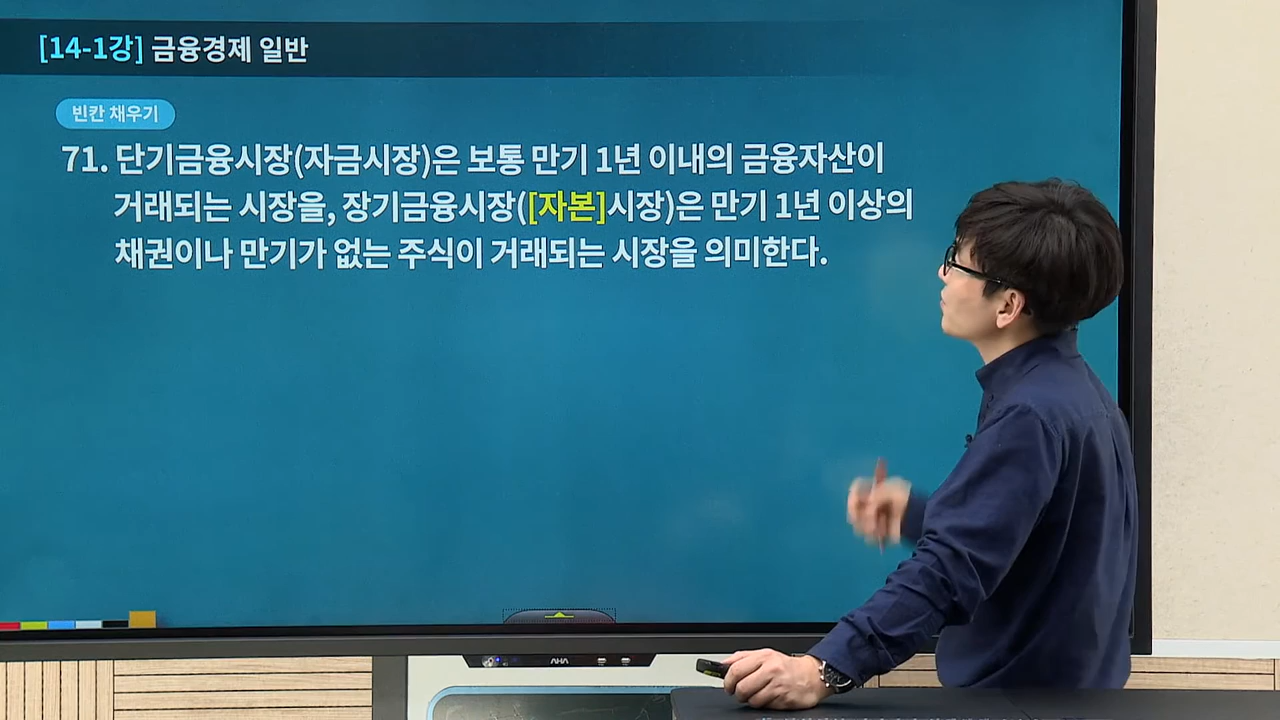 [14-1강] 금융경제 일반
빈칸 채우기
71. 단기금융시장(자금시장)은 보통 만기 1년 이내의 금융자산이
거래되는 시장을, 장기금융시장([자본]시장)은 만기 1년 이상의
채권이나 만기가 없는 주식이 거래되는 시장을 의미한다.
AHA